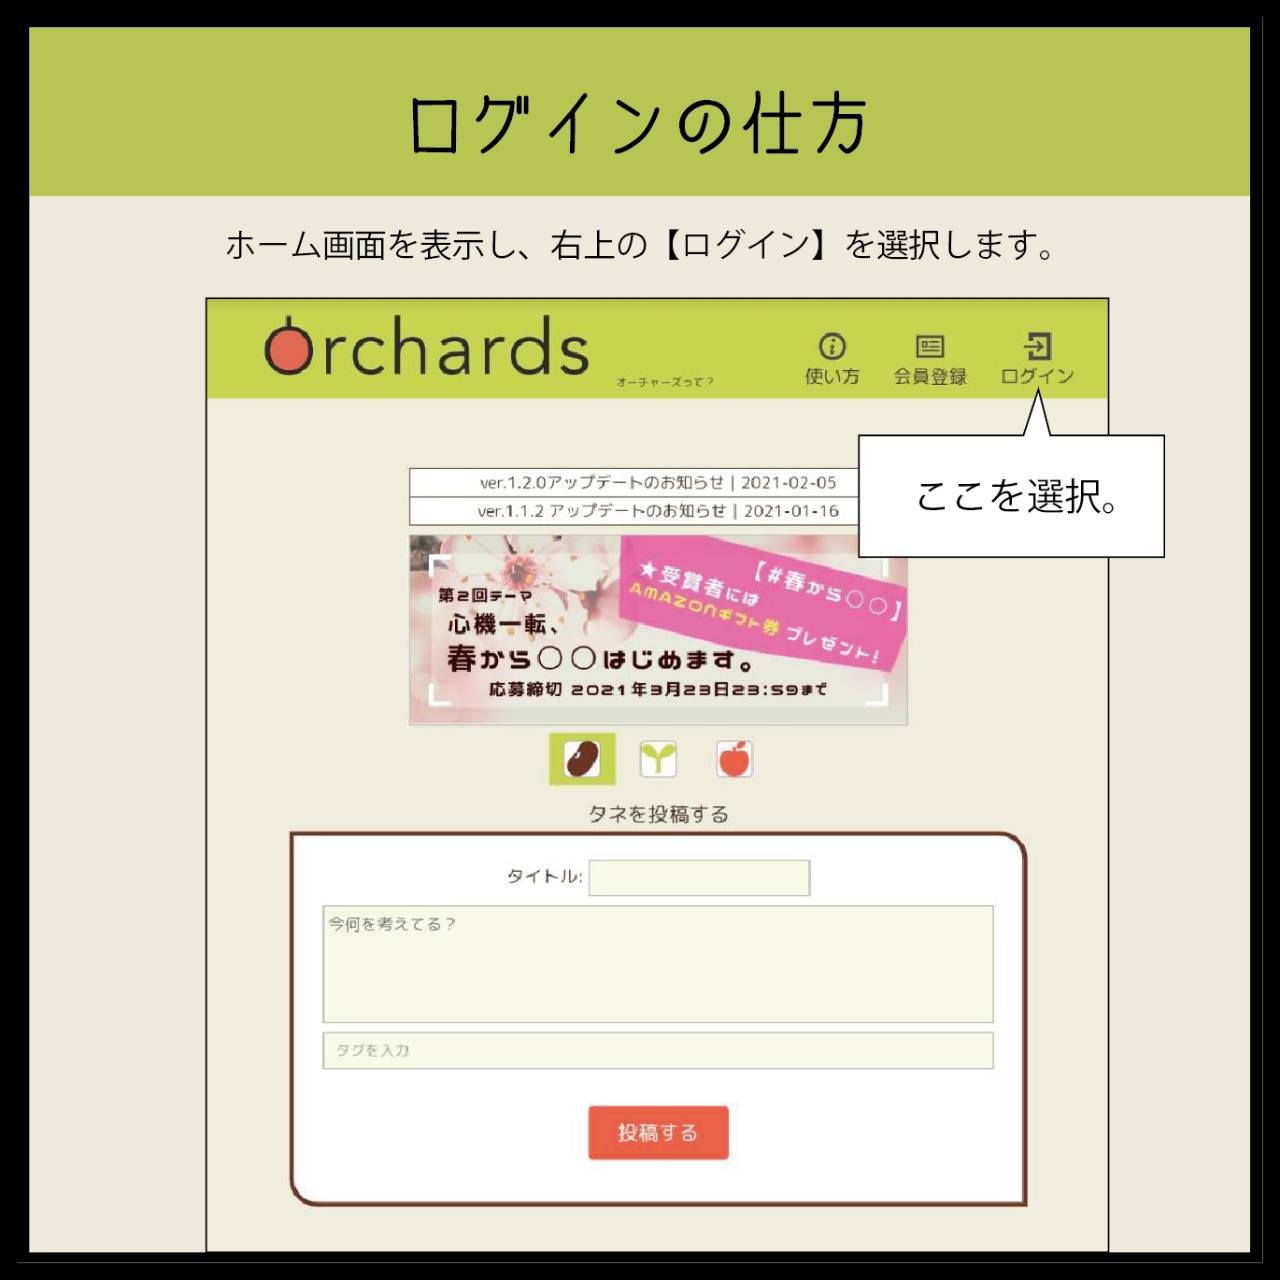 ログインの仕方
ホーム画面を表示し、右上の【ログイン】を選択します。
Orchards
オーチャーズって？
使い方
会員登録
ログイン
ここを選択。
ver.1.2.0アップデートのお知らせ | 2021-02-05
ver.1.1.2 アップデートのお知らせ | 2021-01-16
【#春から〇〇】
★受賞者には
AMAZONギフト券 プレゼント!
第2回テーマ
心機一転、
春から〇〇はじめます。
応募締切 2021年3月23日23:59まで
タネを投稿する
タイトル:
今何を考えてる？
タグを入力
投稿する